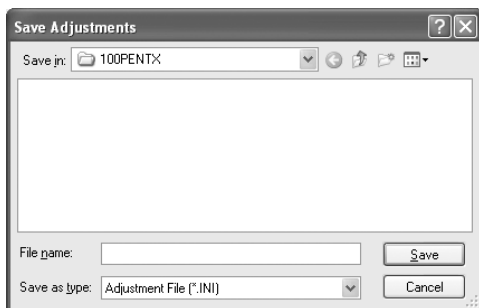 Save Adjustments
Save in: 100PENTX
File name: Save
Save as type: Adjustment File (*.INI) Cancel